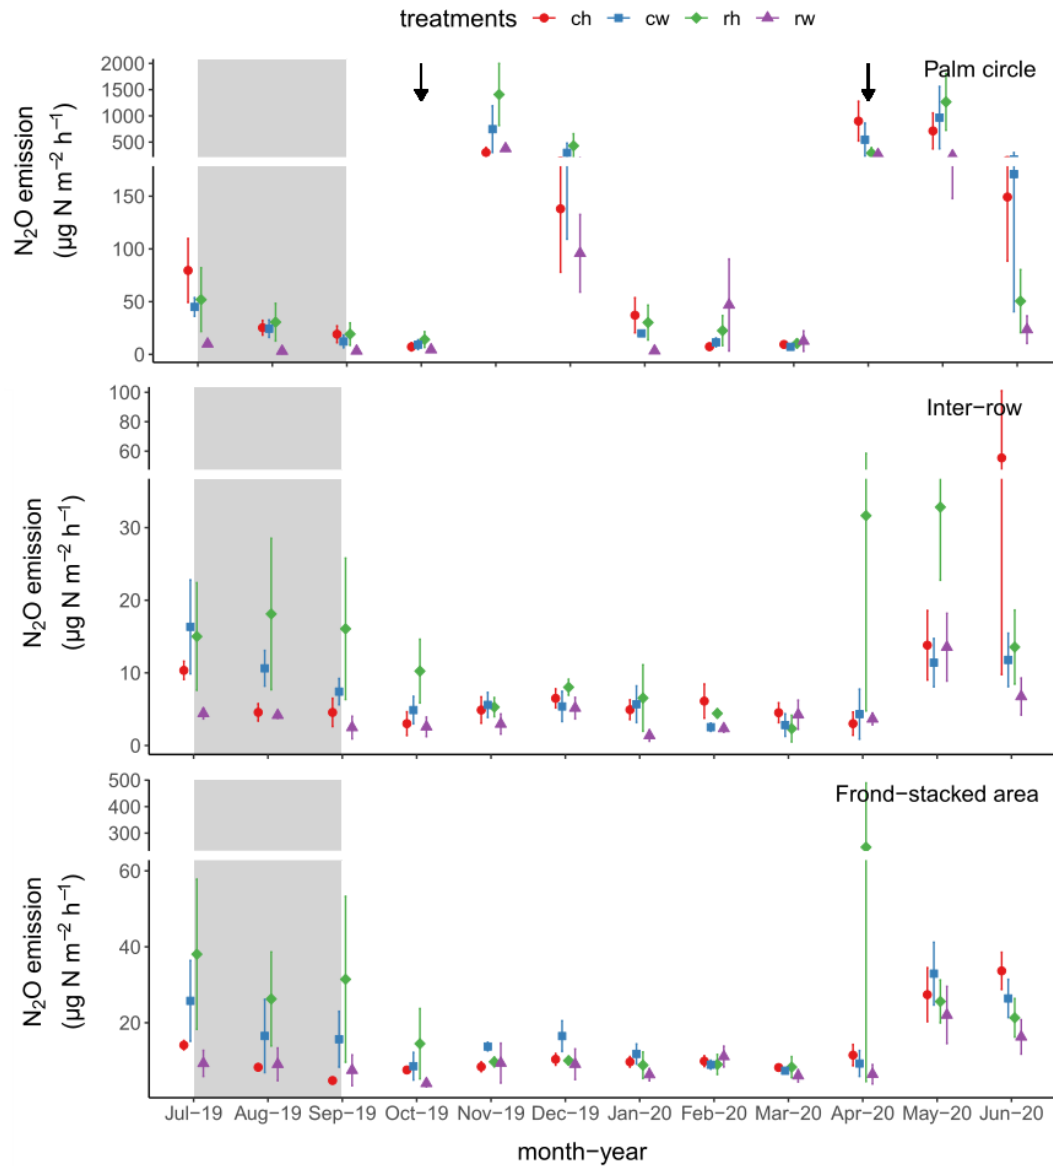 treatments ch cw rh rw
Palm circle
N₂O emission
(µg N m⁻² h⁻¹)
2000
1500
1000
500
150
100
50
0
Inter−row
N₂O emission
(µg N m⁻² h⁻¹)
100
80
60
30
20
10
0
Frond−stacked area
N₂O emission
(µg N m⁻² h⁻¹)
500
400
300
60
40
20
Jul−19 Aug−19 Sep−19 Oct−19 Nov−19 Dec−19 Jan−20 Feb−20 Mar−20 Apr−20 May−20 Jun−20
month−year